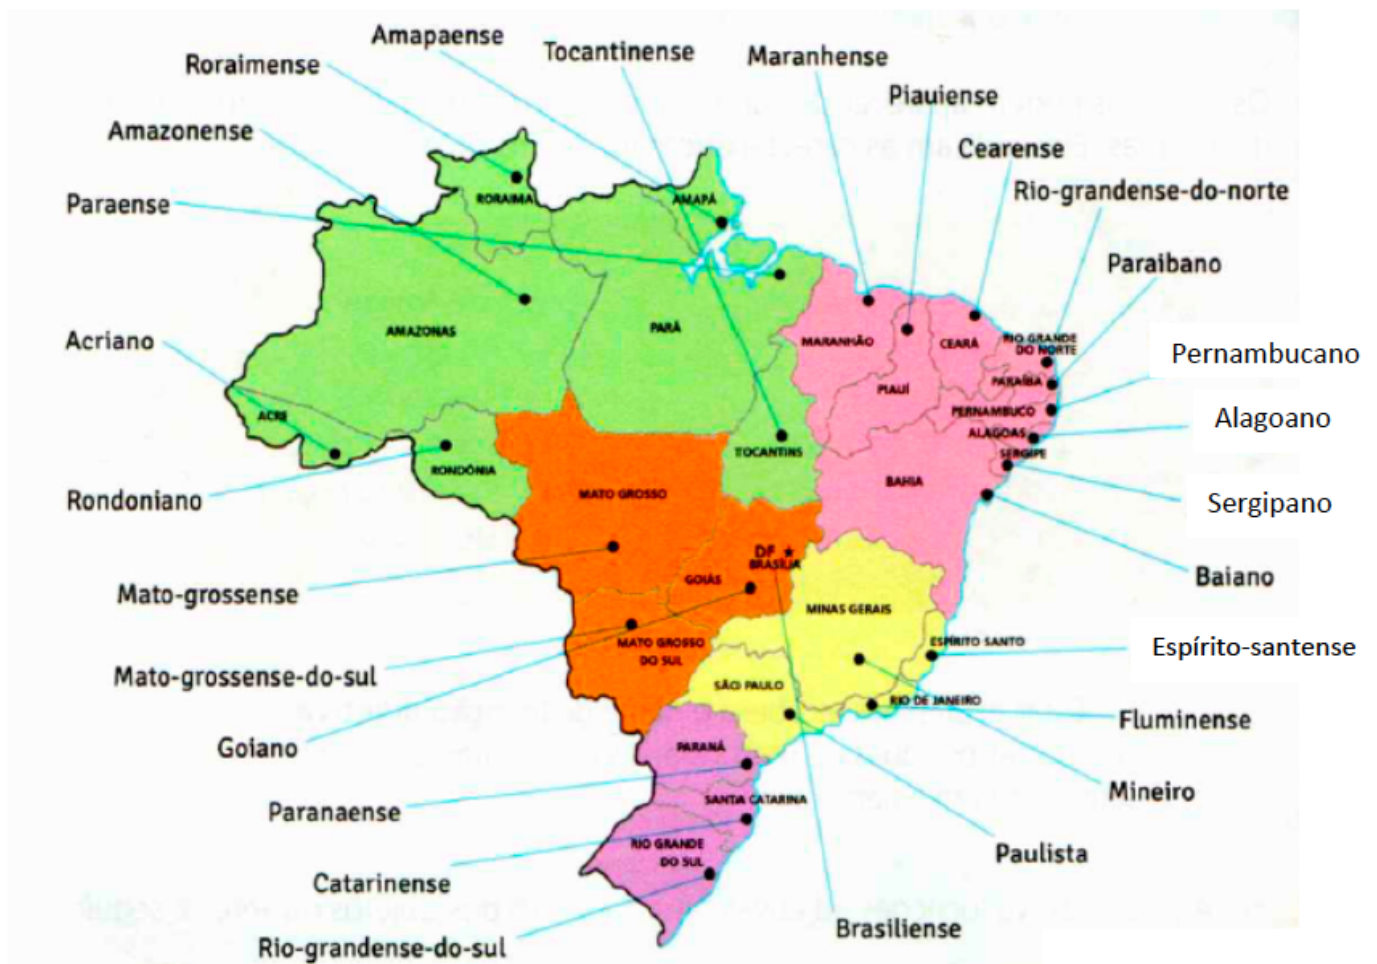 Amapaense
Tocantinense
Maranhense
Roraimense
Piauiense
Amazonense
Cearense
Rio-grandense-do-norte
Paraense
RORAIMA
AMAPÁ
Paraibano
Acriano
AMAZONAS
PARÁ
MARANHÃO
CEARÁ
RIO GRANDE
DO NORTE
Pernambucano
PIAUÍ
PARAÍBA
ACRE
PERNAMBUCO
Alagoano
ALAGOAS
TOCANTINS
SERGIPE
RONDÔNIA
Rondoniano
MATO GROSSO
BAHIA
Sergipano
DF
BRASÍLIA
GOIÁS
Baiano
Mato-grossense
MINAS GERAIS
MATO GROSSO
DO SUL
ESPÍRITO SANTO
Espírito-santense
Mato-grossense-do-sul
SÃO PAULO
RIO DE JANEIRO
Fluminense
Goiano
PARANÁ
Mineiro
Paranaense
SANTA CATARINA
RIO GRANDE
DO SUL
Paulista
Catarinense
Brasiliense
Rio-grandense-do-sul